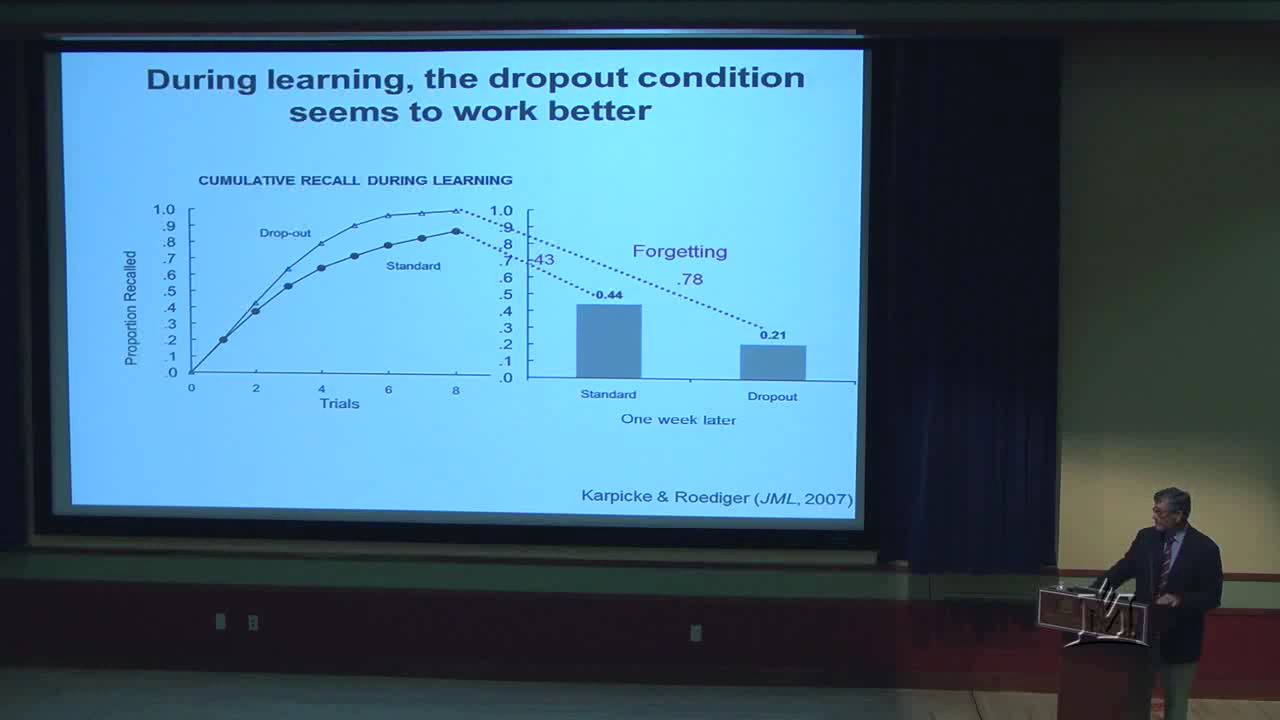 During learning, the dropout condition
seems to work better
CUMULATIVE RECALL DURING LEARNING
Proportion Recalled
1.0
.9
.8
.7
.6
.5
.4
.3
.2
.1
.0
0
2
4
6
8
Trials
Drop-out
Standard
1.0
.9
.8
.7
.6
.5
.4
.3
.2
.1
.0
.43
Forgetting
.78
0.44
0.21
Standard
Dropout
One week later
Karpicke & Roediger (JML, 2007)
M